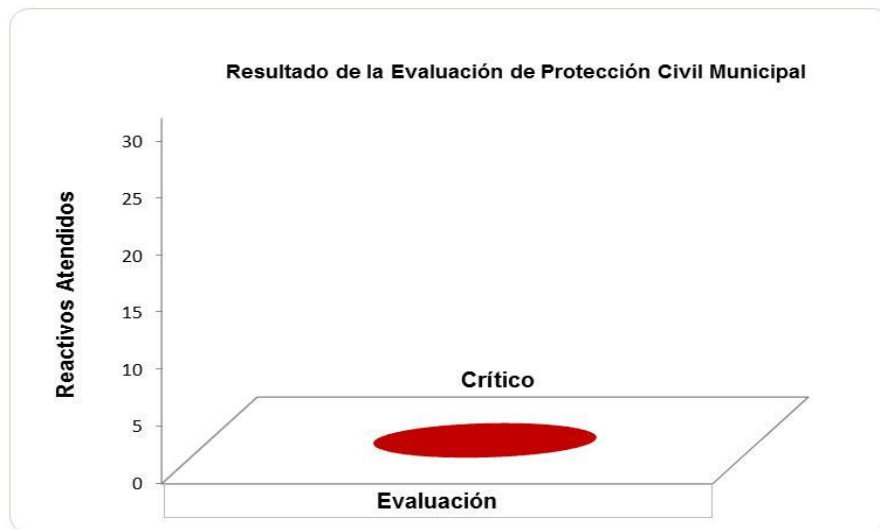 Resultado de la Evaluación de Protección Civil Municipal
Reactivos Atendidos
30
25
20
15
10
5
0
Crítico
Evaluación